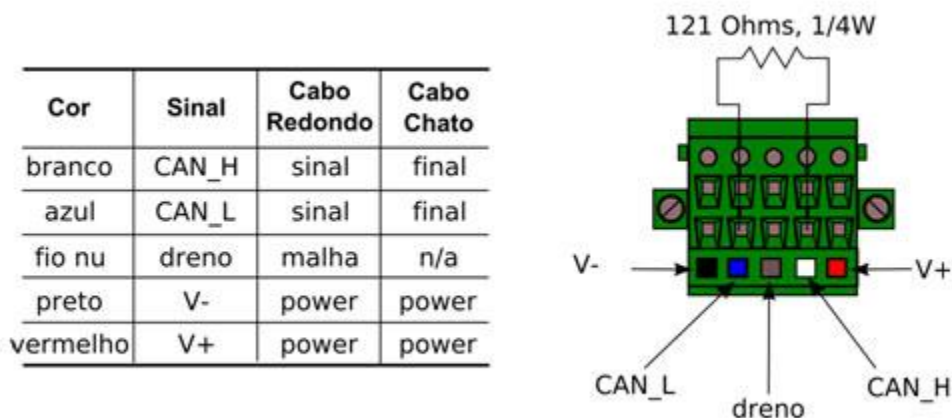 Cor Sinal Cabo Redondo Cabo Chato
branco CAN_H sinal final
azul CAN_L sinal final
fio nu dreno malha n/a
preto V- power power
vermelho V+ power power
121 Ohms, 1/4W
V- V+
CAN_L CAN_H
dreno